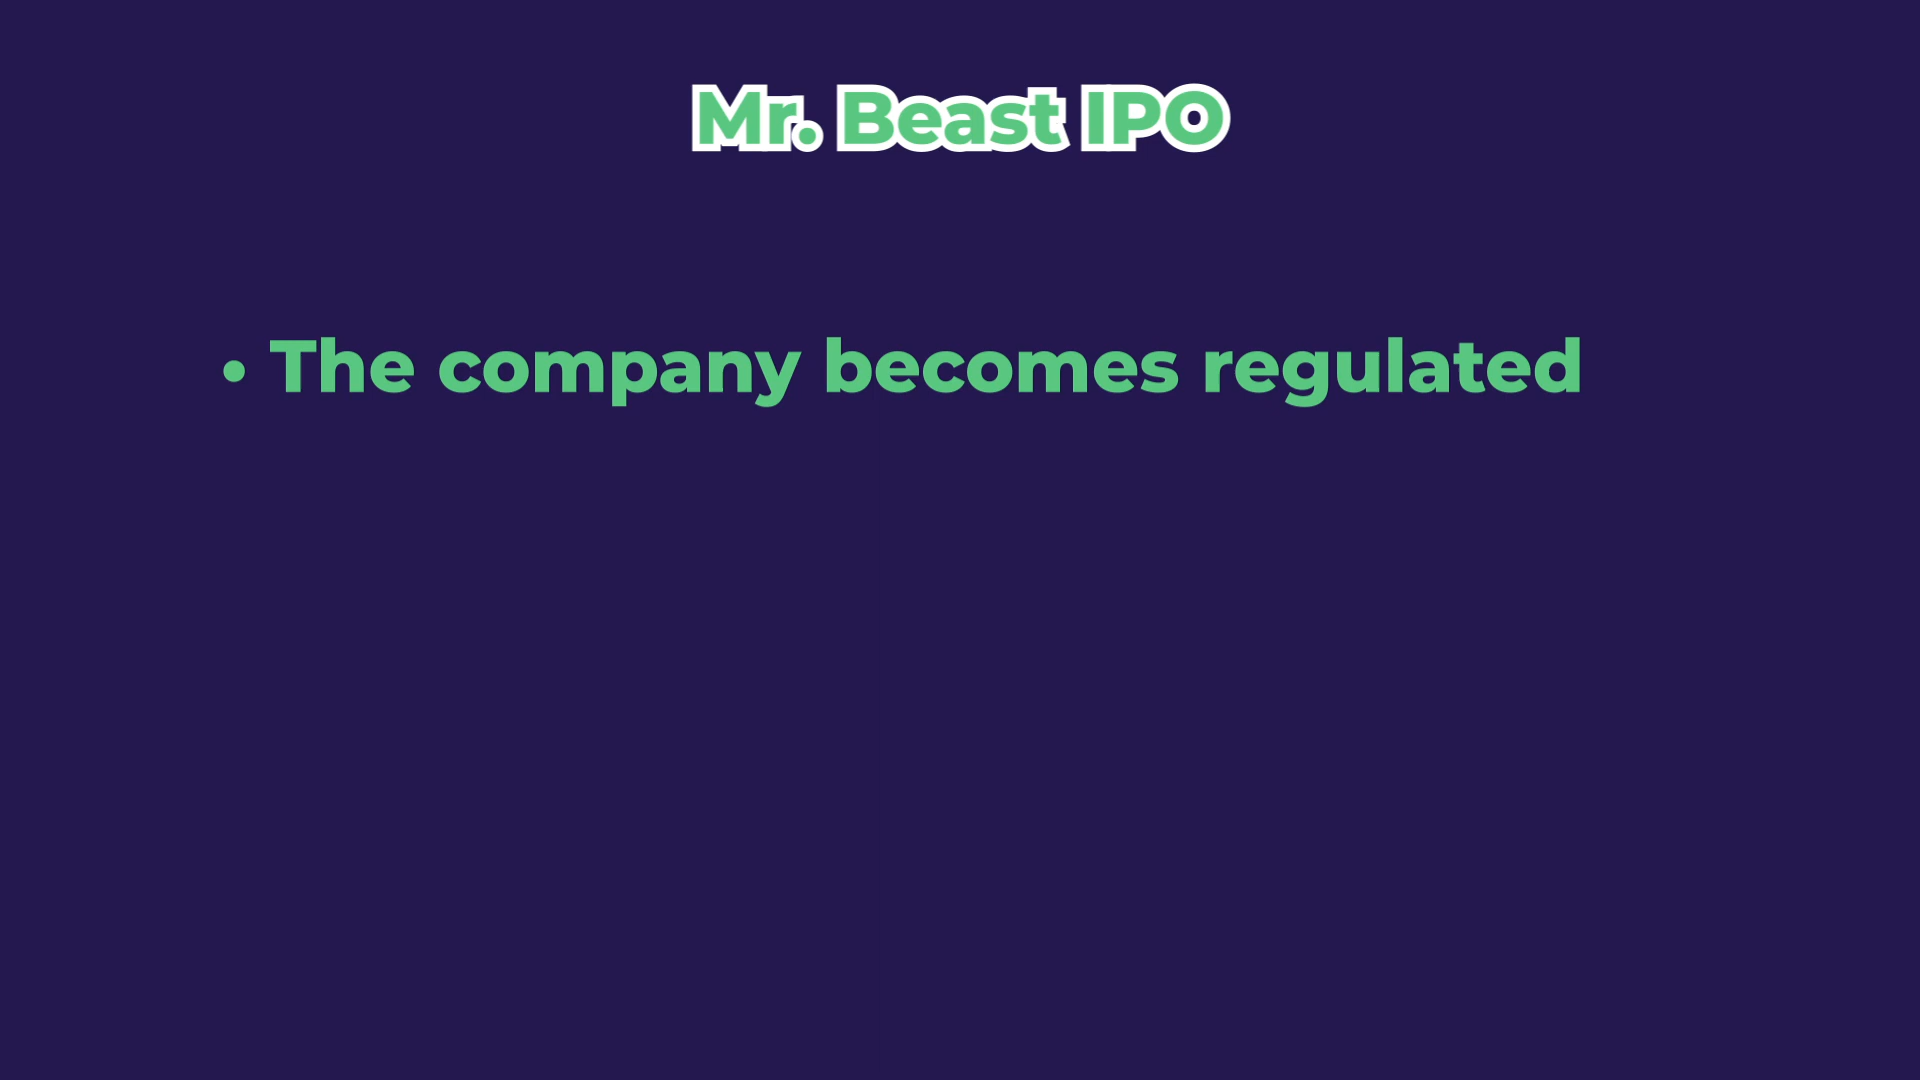 Mr. Beast IPO
• The company becomes regulated